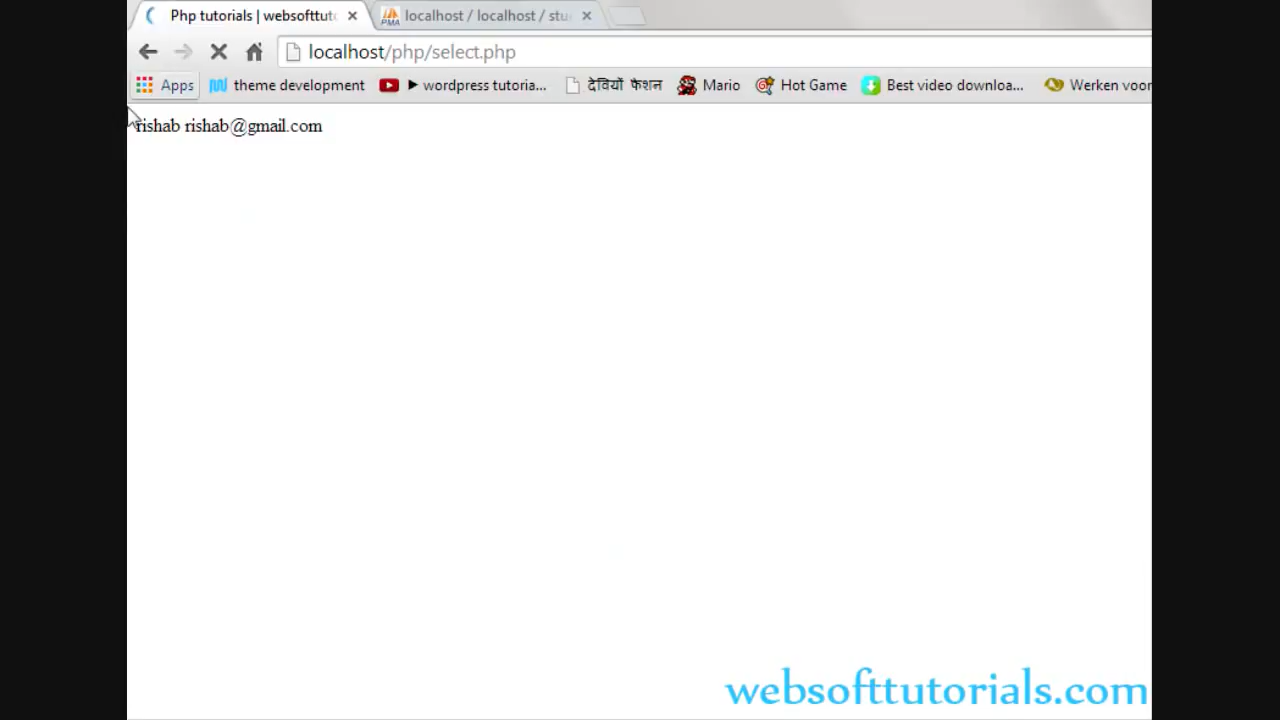 Php tutorials | websofttut
localhost / localhost / stu
PMA
localhost/php/select.php
Apps
theme development
wordpress tutoria...
देवियों फैशन
Mario
Hot Game
Best video downloa...
Werken voor
rishab rishab@gmail.com
websofttutorials.com